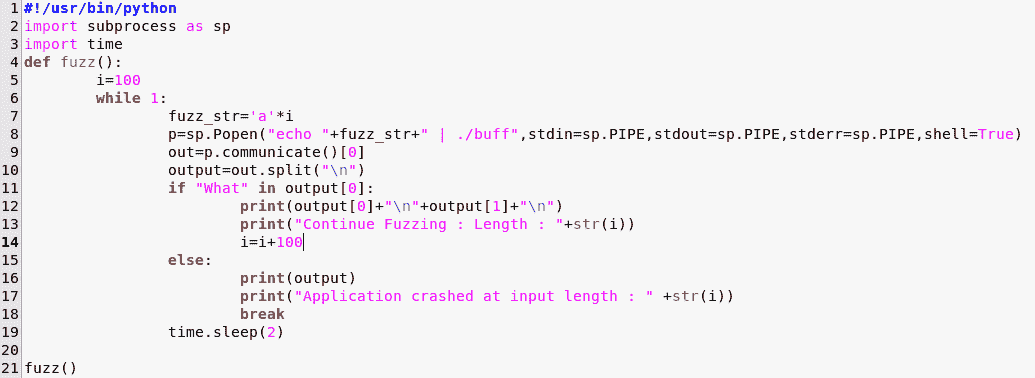 1 #!/usr/bin/python
2 import subprocess as sp
3 import time
4 def fuzz():
5         i=100
6         while 1:
7                 fuzz_str='a'*i
8                 p=sp.Popen("echo "+fuzz_str+" | ./buff",stdin=sp.PIPE,stdout=sp.PIPE,stderr=sp.PIPE,shell=True)
9                 out=p.communicate()[0]
10                 output=out.split("\n")
11                 if "What" in output[0]:
12                         print(output[0]+"\n"+output[1]+"\n")
13                         print("Continue Fuzzing : Length : "+str(i))
14                         i=i+100
15                 else:
16                         print(output)
17                         print("Application crashed at input length : " +str(i))
18                         break
19                 time.sleep(2)
20
21 fuzz()